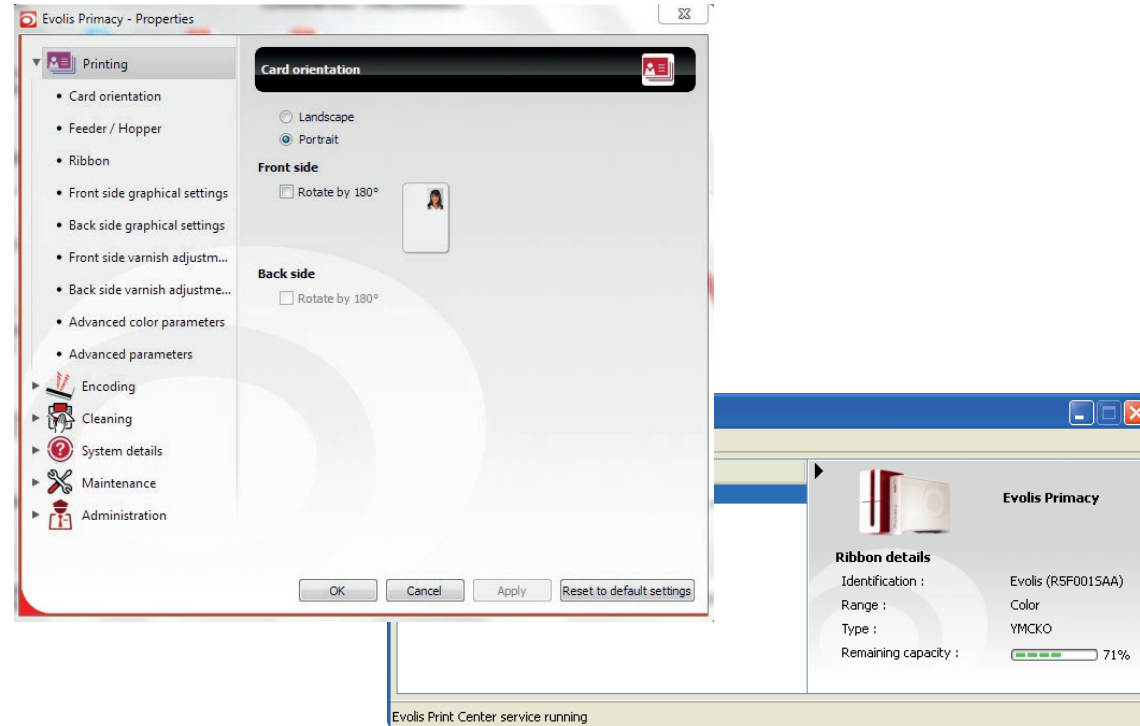 Evolis Primacy - Properties
Printing
Card orientation
Feeder / Hopper
Ribbon
Front side graphical settings
Back side graphical settings
Front side varnish adjustm...
Back side varnish adjustme...
Advanced color parameters
Advanced parameters
Encoding
Cleaning
System details
Maintenance
Administration
Card orientation
Landscape
Portrait
Front side
Rotate by 180°
Back side
Rotate by 180°
OK Cancel Apply Reset to default settings
Evolis Primacy
Ribbon details
Identification : Evolis (R5F001SAA)
Range : Color
Type : YMCKO
Remaining capacity : 71%
Evolis Print Center service running